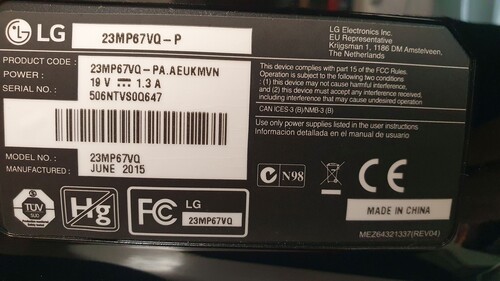 LG 23MP67VQ-P
PRODUCT CODE : 23MP67VQ-PA.AEUKMVN
POWER : 19 V ⎓ 1.3 A
SERIAL NO. : 506NTVS0Q647
MODEL NO. : 23MP67VQ
MANUFACTURED : JUNE 2015
TÜV
SÜD
Hg
FC LG
23MP67VQ
LG Electronics Inc.
EU Representative
Krijgsman 1, 1186 DM Amstelveen,
The Netherlands
This device complies with part 15 of the FCC Rules.
Operation is subject to the following two conditions
: (1) this device may not cause harmful interference,
and (2) this device must accept any interference received,
including interference that may cause undesired operation
CAN ICES-3 (B)/NMB-3 (B)
Use only power supplies listed in the user instructions
Información detallada en el manual de usuario
N98
CE
MADE IN CHINA
MEZ64321337(REV04)